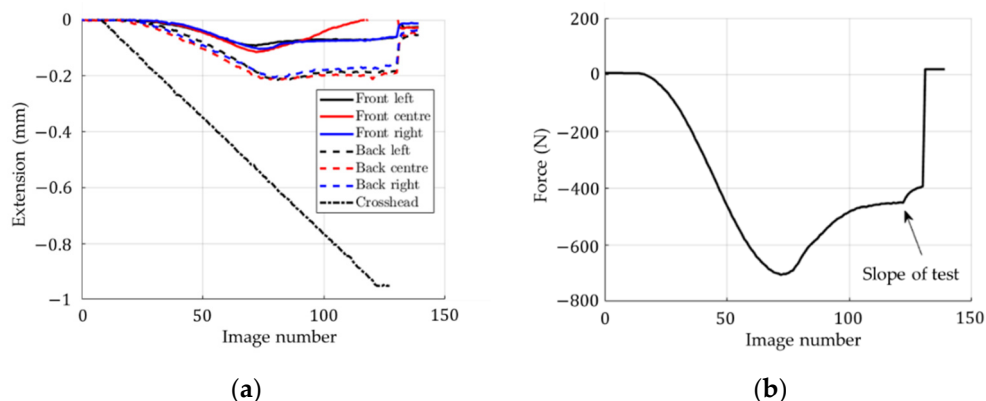 0
−0.2
−0.4
−0.6
−0.8
−1
Extension (mm)
Front left
Front centre
Front right
Back left
Back centre
Back right
Crosshead
0
50
100
150
Image number
(a)
200
0
−200
−400
−600
−800
Force (N)
Slope of test
0
50
100
150
Image number
(b)